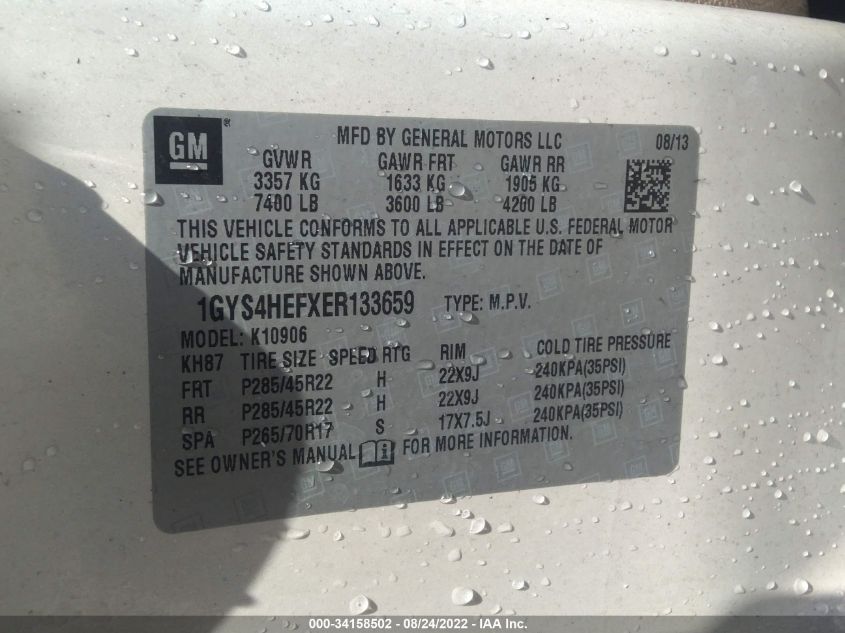 GM ®
MFD BY GENERAL MOTORS LLC 08/13
GVWR GAWR FRT GAWR RR
3357 KG 1633 KG 1905 KG
7400 LB 3600 LB 4200 LB
THIS VEHICLE CONFORMS TO ALL APPLICABLE U.S. FEDERAL MOTOR
VEHICLE SAFETY STANDARDS IN EFFECT ON THE DATE OF
MANUFACTURE SHOWN ABOVE.
1GYS4HEFXER133659 TYPE: M.P.V.
MODEL: K10906
KH87 TIRE SIZE SPEED RTG RIM COLD TIRE PRESSURE
FRT P285/45R22 H 22X9J 240KPA(35PSI)
RR P285/45R22 H 22X9J 240KPA(35PSI)
SPA P265/70R17 S 17X7.5J 240KPA(35PSI)
SEE OWNER'S MANUAL i FOR MORE INFORMATION.
000-34158502 - 08/24/2022 - IAA Inc.